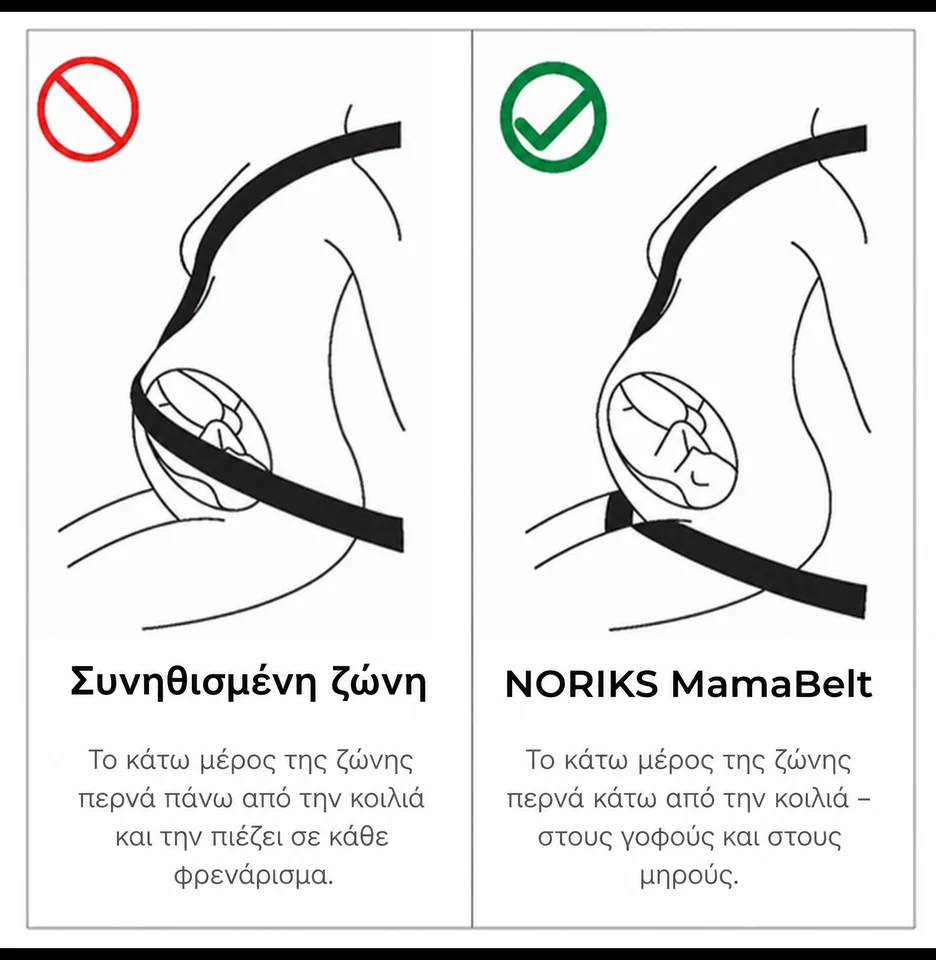 Συνηθισμένη ζώνη
Το κάτω μέρος της ζώνης
περνά πάνω από την κοιλιά
και την πιέζει σε κάθε
φρενάρισμα.
NORIKS MamaBelt
Το κάτω μέρος της ζώνης
περνά κάτω από την κοιλιά –
στους γοφούς και στους
μηρούς.